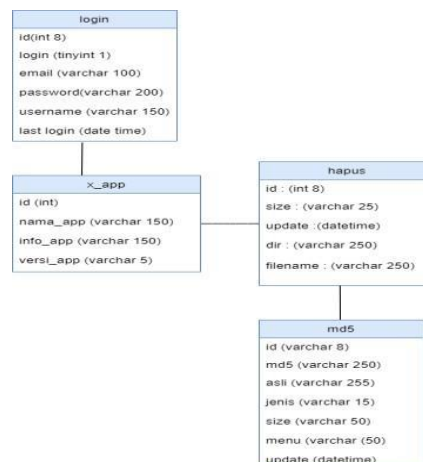 login
id(int 8)
login (tinyint 1)
email (varchar 100)
password(varchar 200)
username (varchar 150)
last login (date time)
x_app
id (int)
nama_app (varchar 150)
info_app (varchar 150)
versi_app (varchar 5)
hapus
id : (int 8)
size : (varchar 25)
update :(datetime)
dir : (varchar 250)
filename : (varchar 250)
md5
id (varchar 8)
md5 (varchar 250)
asli (varchar 255)
jenis (varchar 15)
size (varchar 50)
menu (varchar (50)
update (datetime)